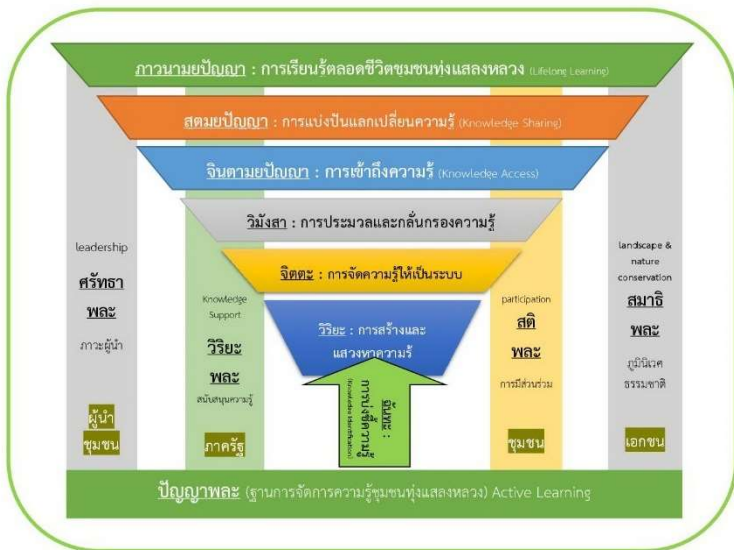 ภาวนามยปัญญา : การเรียนรู้ตลอดชีวิตชุมชนทุ่งแสลงหลวง (Lifelong Learning)
สุตมยปัญญา : การแบ่งปันแลกเปลี่ยนความรู้ (Knowledge Sharing)
จินตามยปัญญา : การเข้าถึงความรู้ (Knowledge Access)
วิมังสา : การประมวลและกลั่นกรองความรู้
จิตตะ : การจัดความรู้ให้เป็นระบบ
วิริยะ : การสร้างและ
แสวงหาความรู้
ฉันทะ :
การบ่งชี้ความรู้
(Knowledge Identification)
leadership
ศรัทธา
พละ
ภาวะผู้นำ
ผู้นำ
ชุมชน
Knowledge
Support
วิริยะ
พละ
สนับสนุนความรู้
ภาครัฐ
participation
สติ
พละ
การมีส่วนร่วม
ชุมชน
landscape &
nature
conservation
สมาธิ
พละ
ภูมินิเวศ
ธรรมชาติ
เอกชน
ปัญญาพละ (ฐานการจัดการความรู้ชุมชนทุ่งแสลงหลวง) Active Learning